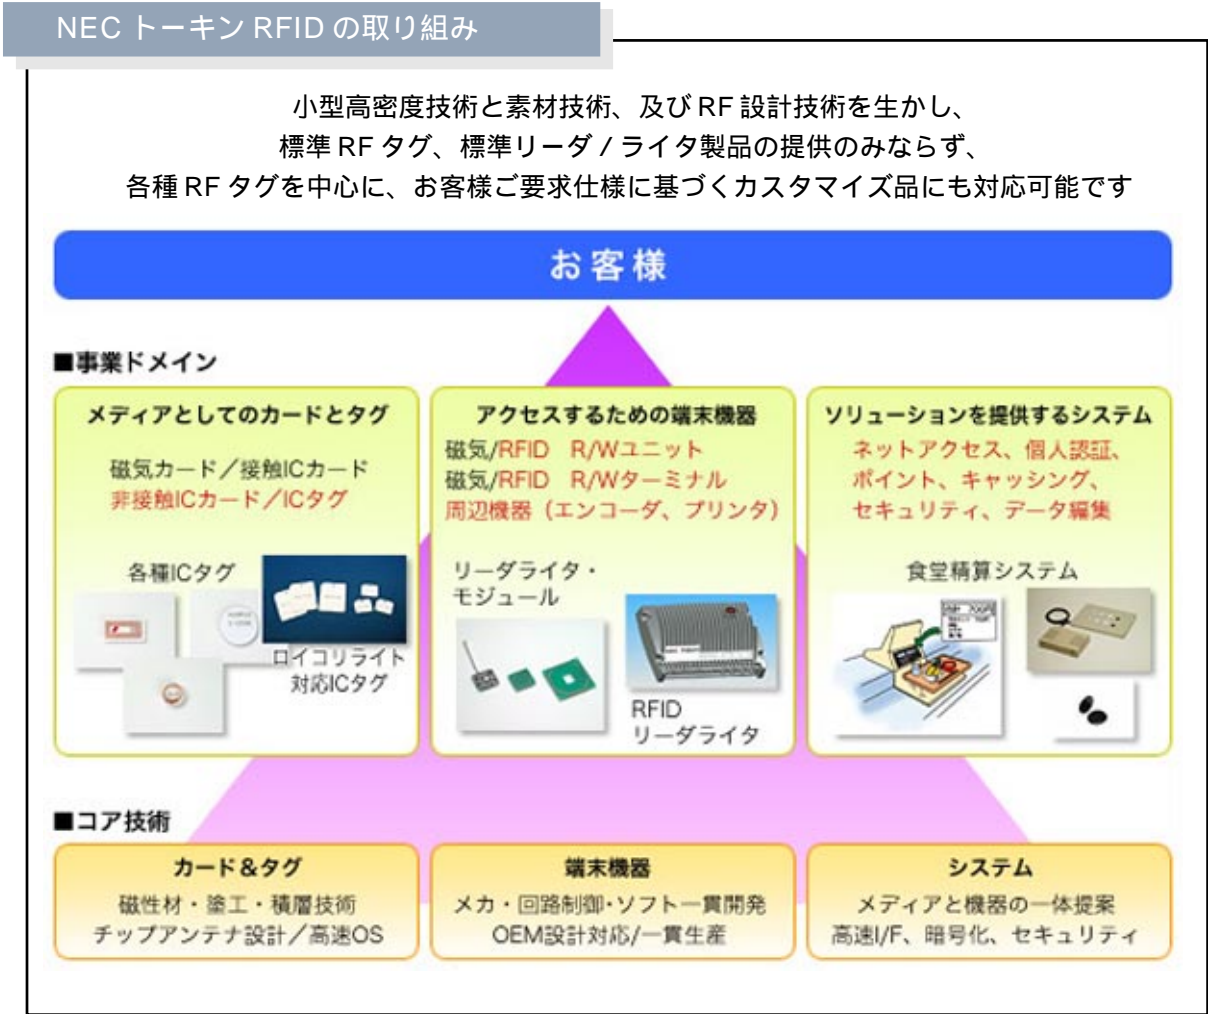 NEC トーキン RFID の取り組み
小型高密度技術と素材技術、及び RF 設計技術を生かし、
標準 RF タグ、標準リーダ / ライタ製品の提供のみならず、
各種 RF タグを中心に、お客様ご要求仕様に基づくカスタマイズ品にも対応可能です
お客様
■事業ドメイン
メディアとしてのカードとタグ
磁気カード／接触ICカード
非接触ICカード／ICタグ
各種ICタグ
ロイコリライト
対応ICタグ
アクセスするための端末機器
磁気/RFID R/Wユニット
磁気/RFID R/Wターミナル
周辺機器（エンコーダ、プリンタ）
リーダライタ・
モジュール
RFID
リーダライタ
ソリューションを提供するシステム
ネットアクセス、個人認証、
ポイント、キャッシング、
セキュリティ、データ編集
食堂精算システム
■コア技術
カード＆タグ
磁性材・塗工・積層技術
チップアンテナ設計／高速OS
端末機器
メカ・回路制御・ソフト一貫開発
OEM設計対応/一貫生産
システム
メディアと機器の一体提案
高速I/F、暗号化、セキュリティ